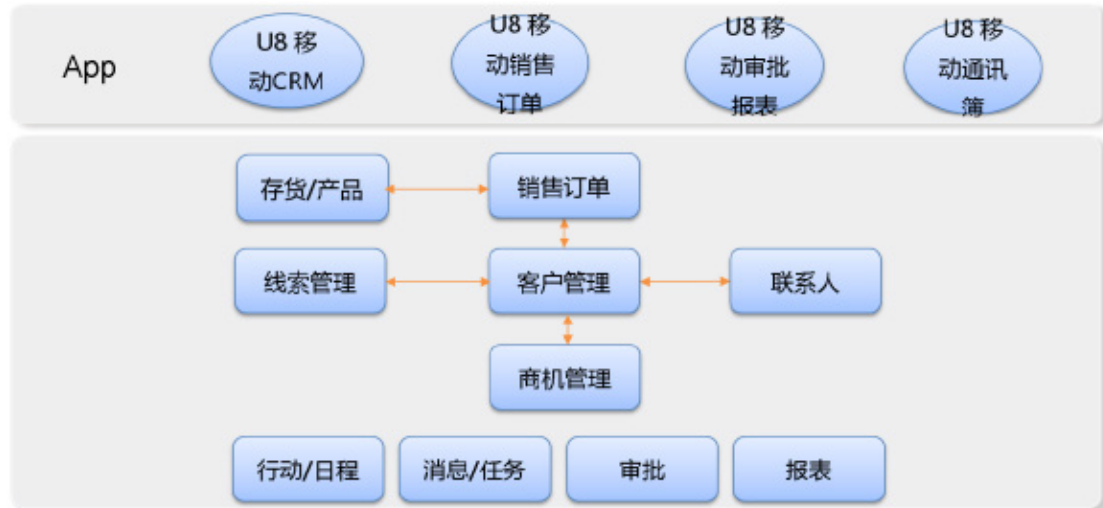 App
U8 移
动CRM
U8 移
动销售
订单
U8 移
动审批
报表
U8 移
动通讯
簿
存货/产品
销售订单
线索管理
客户管理
联系人
商机管理
行动/日程
消息/任务
审批
报表